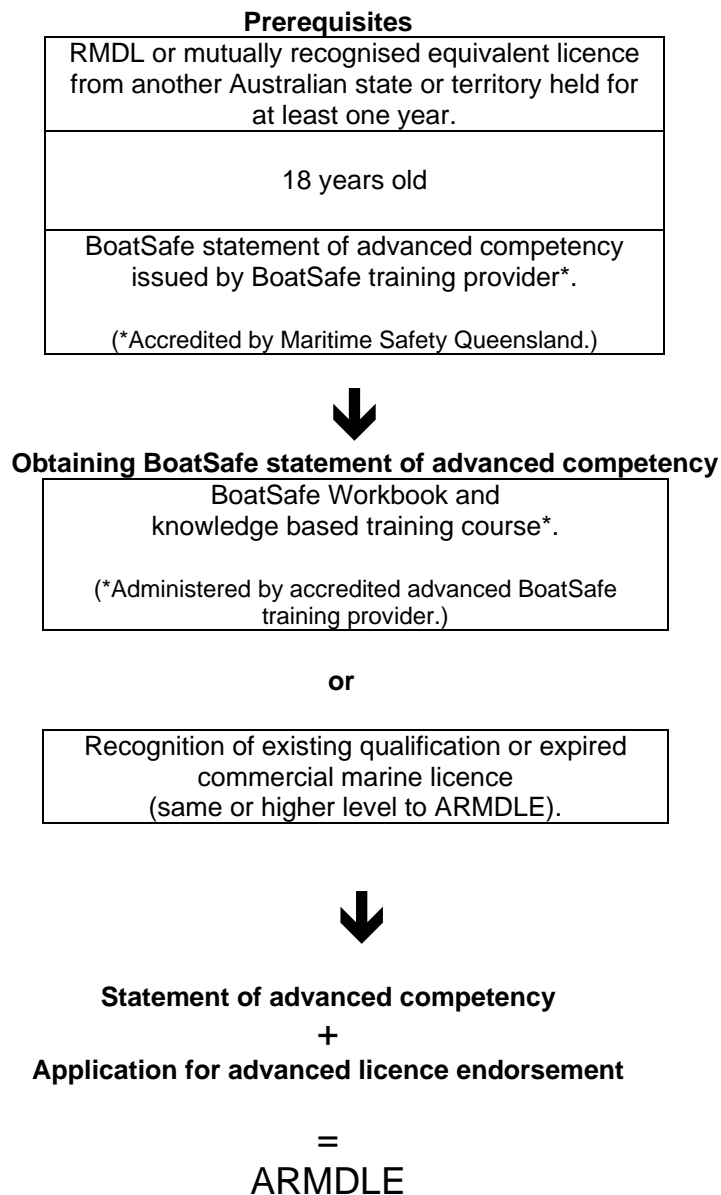 Prerequisites
RMDL or mutually recognised equivalent licence
from another Australian state or territory held for
at least one year.
18 years old
BoatSafe statement of advanced competency
issued by BoatSafe training provider*.
(*Accredited by Maritime Safety Queensland.)
Obtaining BoatSafe statement of advanced competency
BoatSafe Workbook and
knowledge based training course*.
(*Administered by accredited advanced BoatSafe
training provider.)
or
Recognition of existing qualification or expired
commercial marine licence
(same or higher level to ARMDLE).
Statement of advanced competency
+
Application for advanced licence endorsement
=
ARMDLE